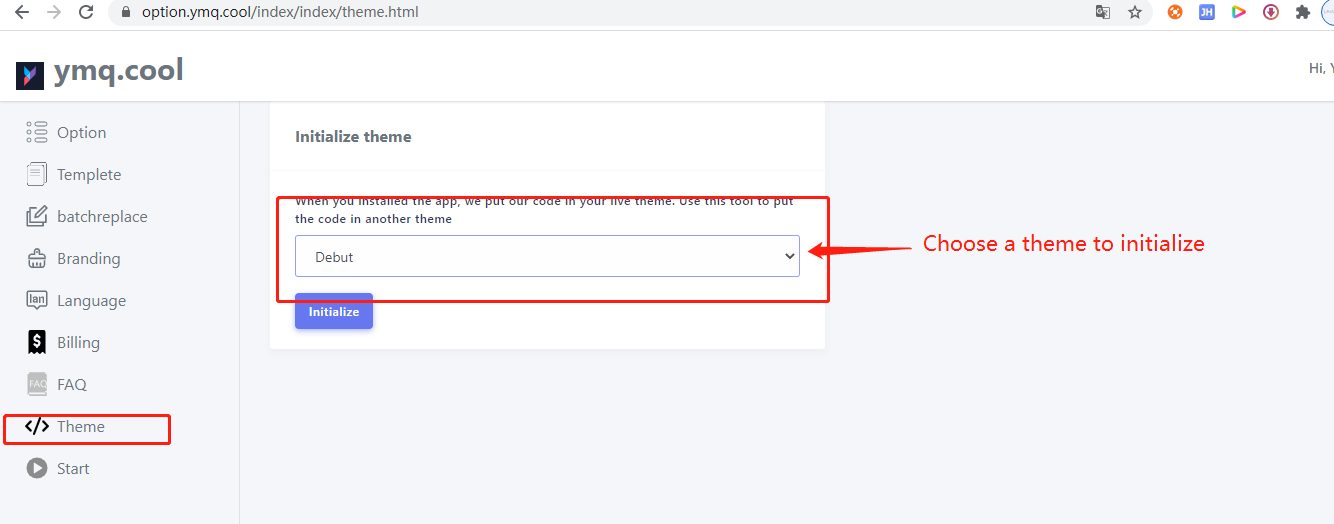 option.ymq.cool/index/index/theme.html
JH
ymq.cool
Hi, Y
Option
Initialize theme
Templete
When you installed the app, we put our code in your live theme. Use this tool to put
the code in another theme
batchreplace
Choose a theme to initialize
Debut
Branding
lan
Language
Initialize
$
Billing
FAQ
FAQ
</>
Theme
Start